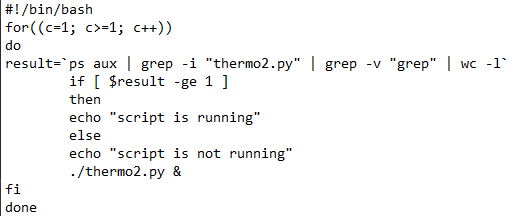 #!/bin/bash
for((c=1; c>=1; c++))
do
result=`ps aux | grep -i "thermo2.py" | grep -v "grep" | wc -l`
        if [ $result -ge 1 ]
        then
        echo "script is running"
        else
        echo "script is not running"
        ./thermo2.py &
fi
done